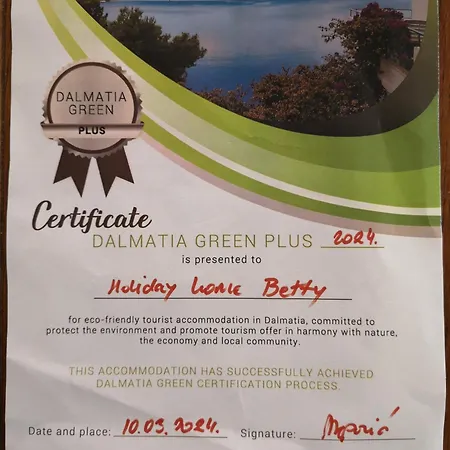 DALMATIA
GREEN
PLUS
Certificate
DALMATIA GREEN PLUS 2024.
is presented to
Holiday home Betty
for eco-friendly tourist accommodation in Dalmatia, committed to
protect the environment and promote tourism offer in harmony with nature,
the economy and local community.
THIS ACCOMMODATION HAS SUCCESSFULLY ACHIEVED
DALMATIA GREEN CERTIFICATION PROCESS.
Date and place: 10.03.2024. Signature: